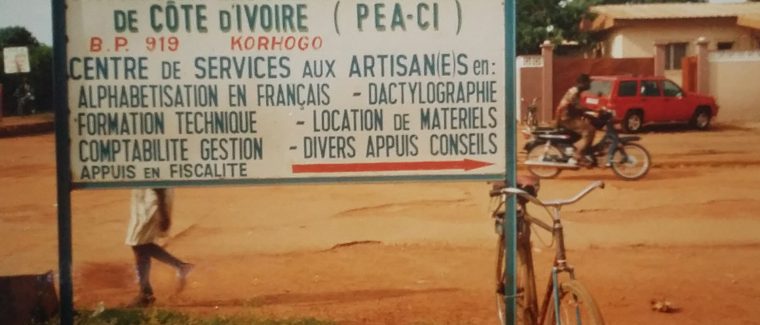 DE CÔTE D'IVOIRE ( PEA-CI )
B.P. 919 KORHOGO
CENTRE DE SERVICES AUX ARTISAN(E)S en:
ALPHABETISATION EN FRANÇAIS - DACTYLOGRAPHIE
FORMATION TECHNIQUE - LOCATION DE MATERIELS
COMPTABILITE GESTION - DIVERS APPUIS CONSEILS
APPUIS EN FISCALITE